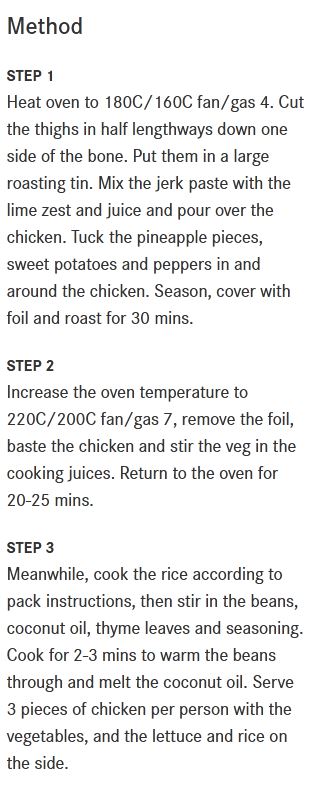 Method
STEP 1
Heat oven to 180C/160C fan/gas 4. Cut
the thighs in half lengthways down one
side of the bone. Put them in a large
roasting tin. Mix the jerk paste with the
lime zest and juice and pour over the
chicken. Tuck the pineapple pieces,
sweet potatoes and peppers in and
around the chicken. Season, cover with
foil and roast for 30 mins.
STEP 2
Increase the oven temperature to
220C/200C fan/gas 7, remove the foil,
baste the chicken and stir the veg in the
cooking juices. Return to the oven for
20-25 mins.
STEP 3
Meanwhile, cook the rice according to
pack instructions, then stir in the beans,
coconut oil, thyme leaves and seasoning.
Cook for 2-3 mins to warm the beans
through and melt the coconut oil. Serve
3 pieces of chicken per person with the
vegetables, and the lettuce and rice on
the side.